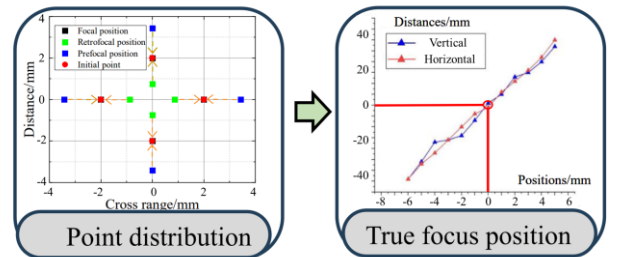 4
2
0
-2
-4
Distance/mm
Focal position
Retrofocal position
Prefocal position
Initial point
-4
-2
0
2
4
Cross range/mm
Point distribution
Distances/mm
Vertical
Horizontal
40
20
0
-20
-40
Positions/mm
-8
-6
-4
-2
0
2
4
6
8
True focus position